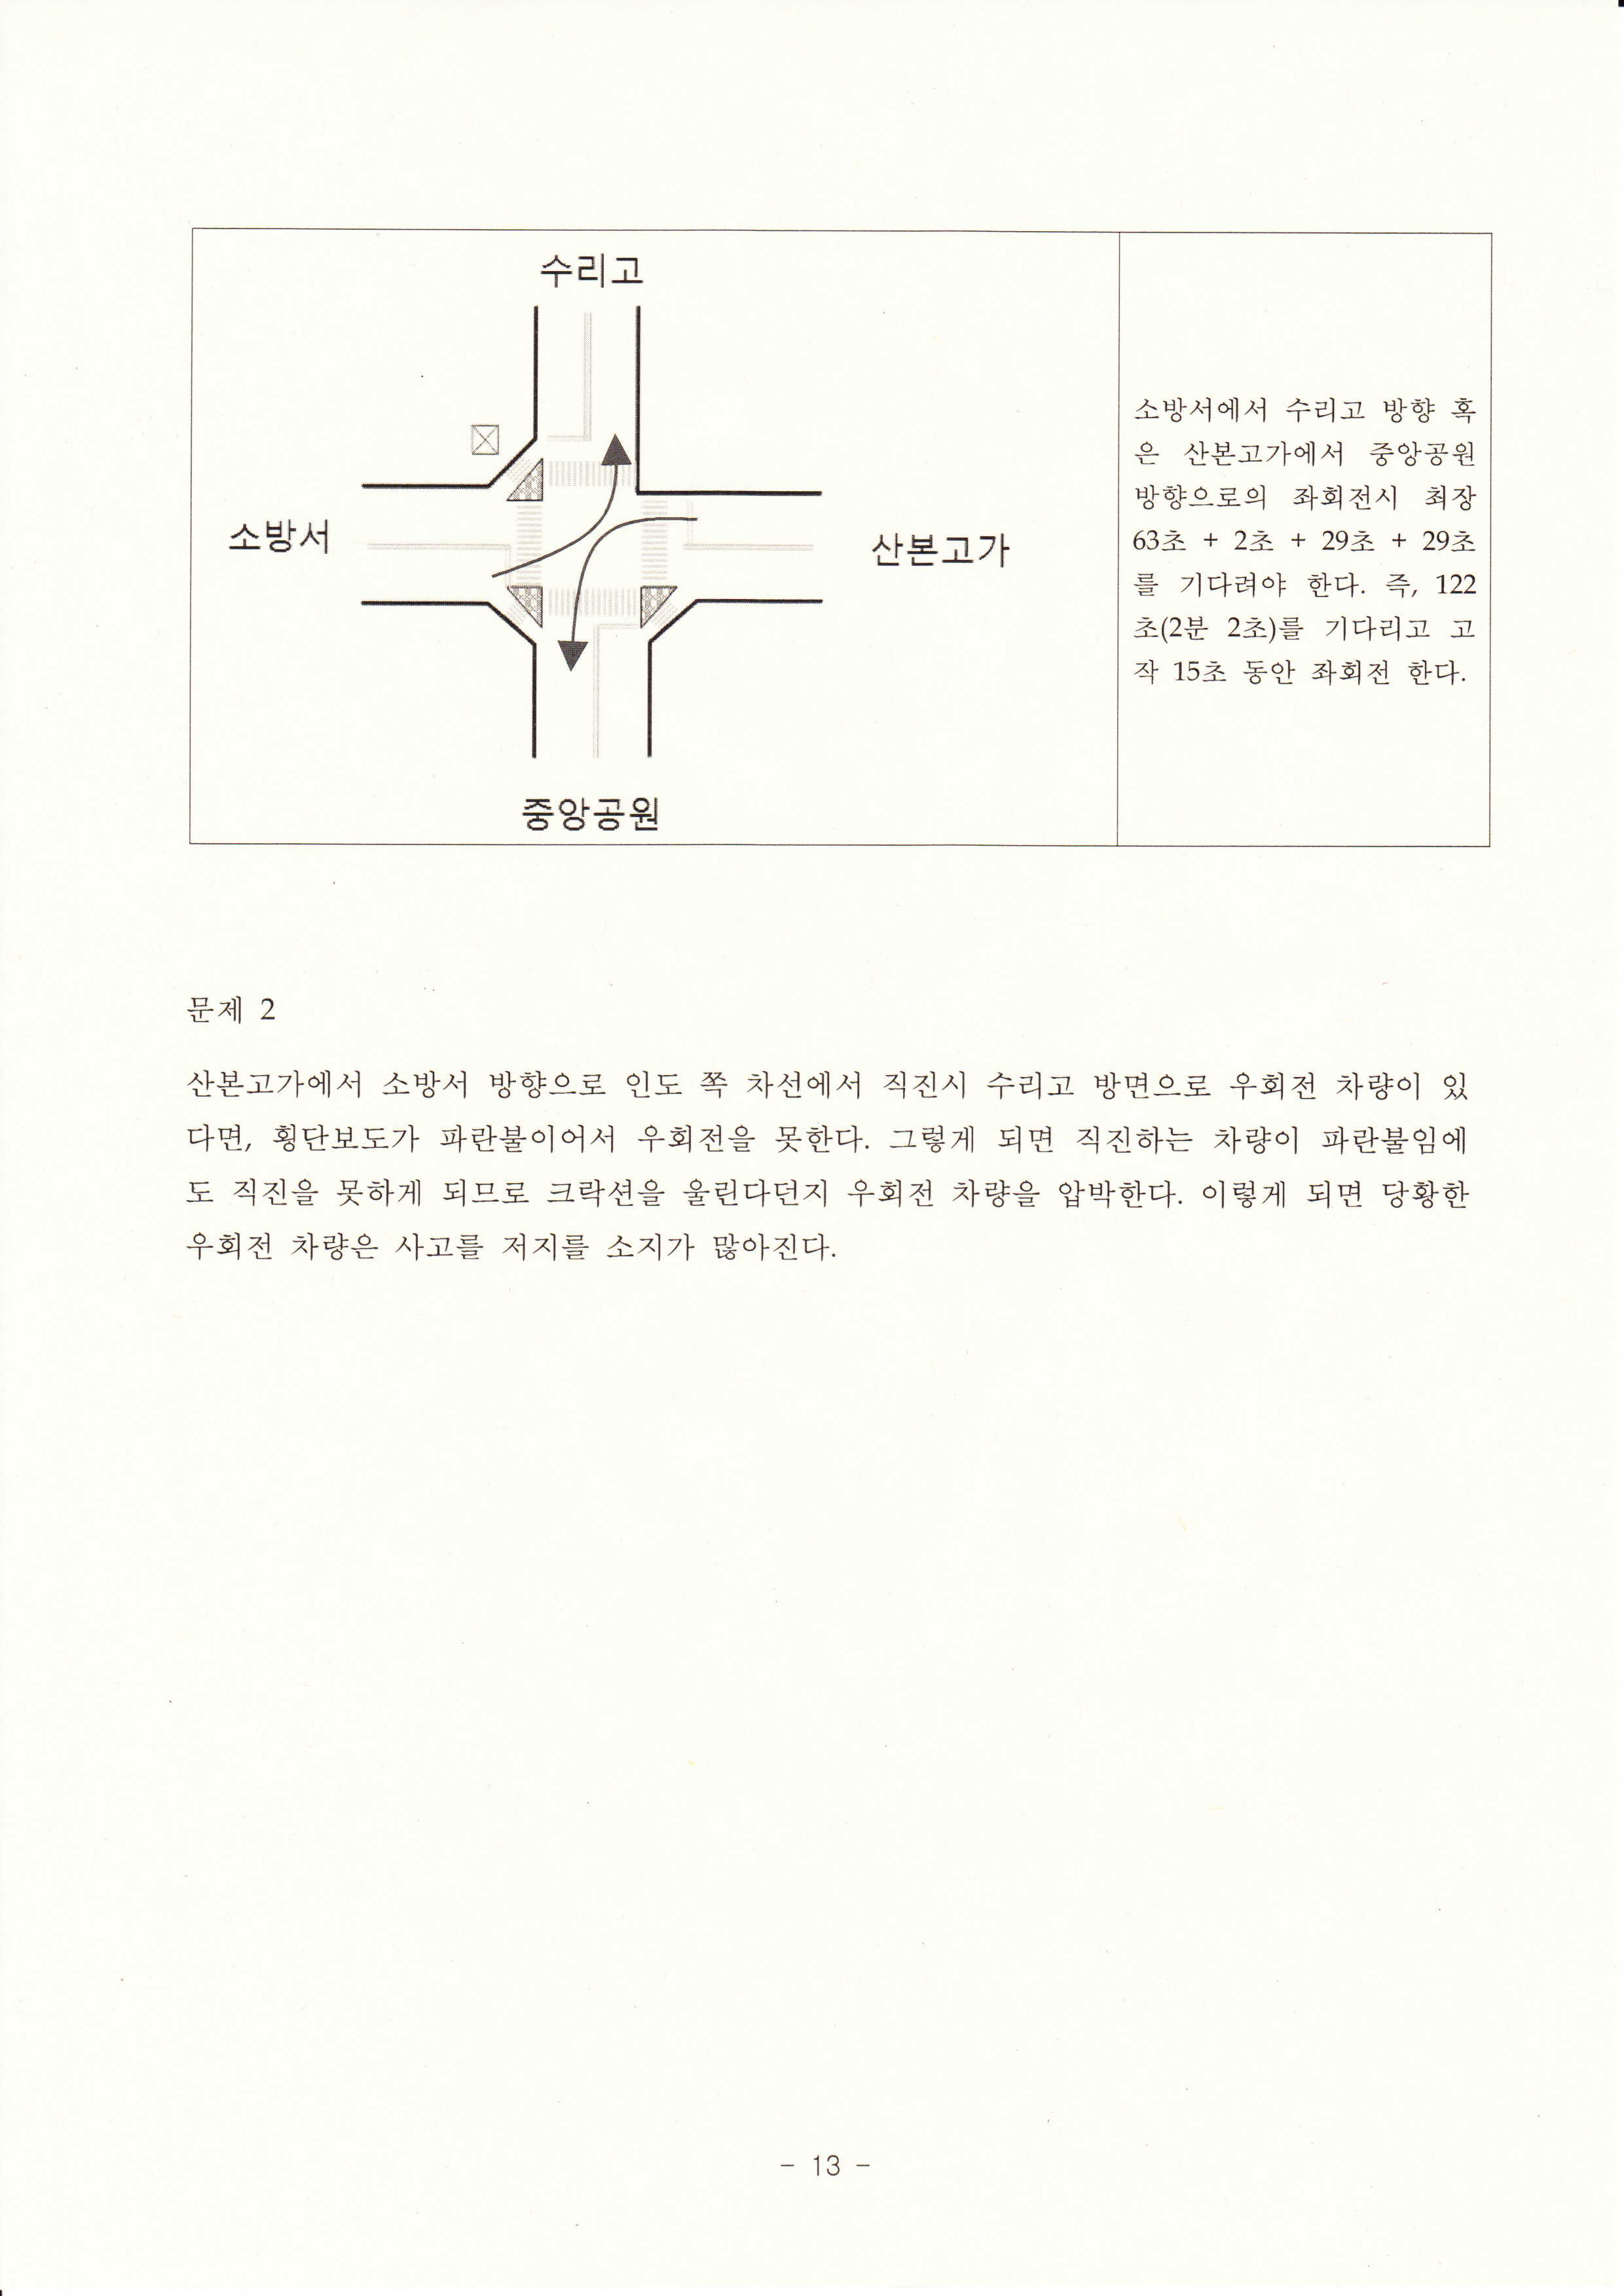 수리고
소방서
산본고가
중앙공원
소방서에서 수리고 방향 혹
은 산본고가에서 중앙공원
방향으로의 좌회전시 최장
63초 + 2초 + 29초 + 29초
를 기다려야 한다. 즉, 122
초(2분 2초)를 기다리고 고
작 15초 동안 좌회전 한다.
문제 2
산본고가에서 소방서 방향으로 인도 쪽 차선에서 직진시 수리고 방면으로 우회전 차량이 있
다면, 횡단보도가 파란불이어서 우회전을 못한다. 그렇게 되면 직진하는 차량이 파란불임에
도 직진을 못하게 되므로 크락션을 울린다던지 우회전 차량을 압박한다. 이렇게 되면 당황한
우회전 차량은 사고를 저지를 소지가 많아진다.
- 13 -